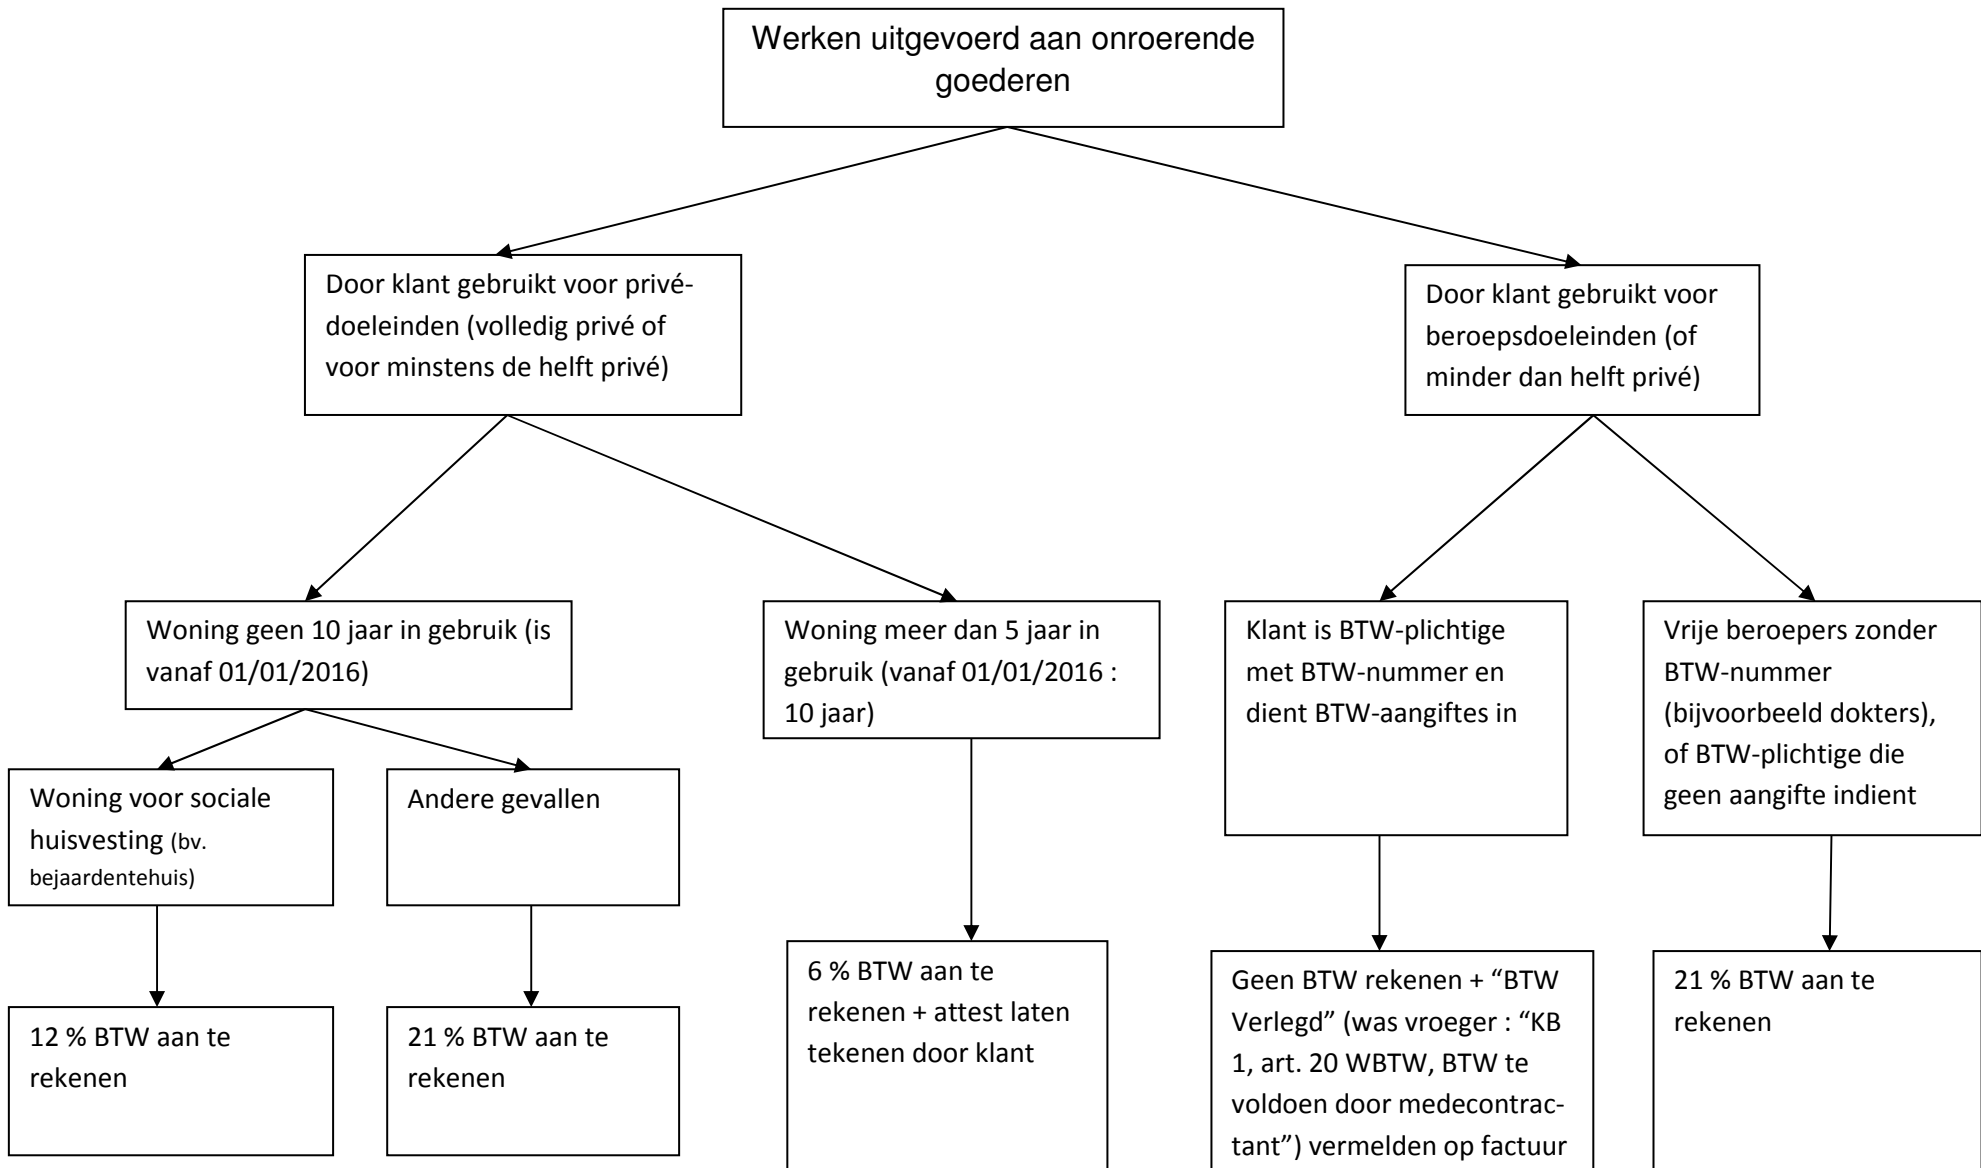 Werken uitgevoerd aan onroerende
goederen
Door klant gebruikt voor privé-
doeleinden (volledig privé of
voor minstens de helft privé)
Door klant gebruikt voor
beroepsdoeleinden (of
minder dan helft privé)
Woning geen 10 jaar in gebruik (is
vanaf 01/01/2016)
Woning meer dan 5 jaar in
gebruik (vanaf 01/01/2016 :
10 jaar)
Klant is BTW-plichtige
met BTW-nummer en
dient BTW-aangiftes in
Vrije beroepers zonder
BTW-nummer
(bijvoorbeeld dokters),
of BTW-plichtige die
geen aangifte indient
Woning voor sociale
huisvesting (bv.
bejaardentehuis)
Andere gevallen
12 % BTW aan te
rekenen
21 % BTW aan te
rekenen
6 % BTW aan te
rekenen + attest laten
tekenen door klant
Geen BTW rekenen + “BTW
Verlegd” (was vroeger : “KB
1, art. 20 WBTW, BTW te
voldoen door medecontrac-
tant”) vermelden op factuur
21 % BTW aan te
rekenen